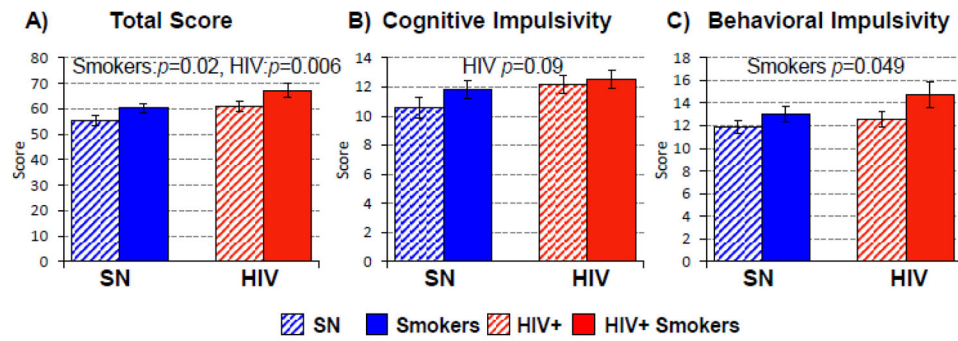 A) Total Score
Smokers:p=0.02, HIV:p=0.006
Score
80
70
60
50
40
30
20
10
0
SN HIV
B) Cognitive Impulsivity
HIV p=0.09
Score
14
12
10
8
6
4
2
0
SN HIV
C) Behavioral Impulsivity
Smokers p=0.049
Score
18
16
14
12
10
8
6
4
2
0
SN HIV
SN Smokers HIV+ HIV+ Smokers